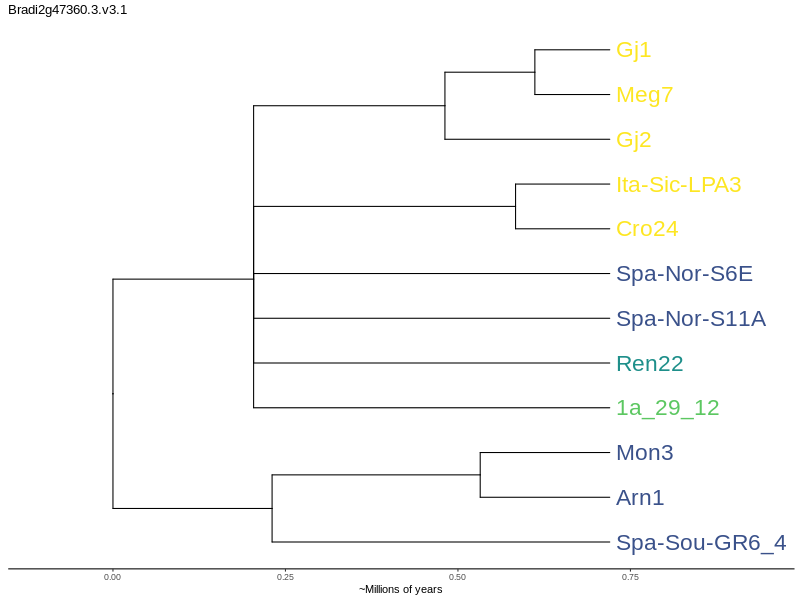 Bradi2g47360.3.v3.1
Gj1
Meg7
Gj2
Ita-Sic-LPA3
Cro24
Spa-Nor-S6E
Spa-Nor-S11A
Ren22
1a_29_12
Mon3
Arn1
Spa-Sou-GR6_4
0.00 0.25 0.50 0.75
~Millions of years